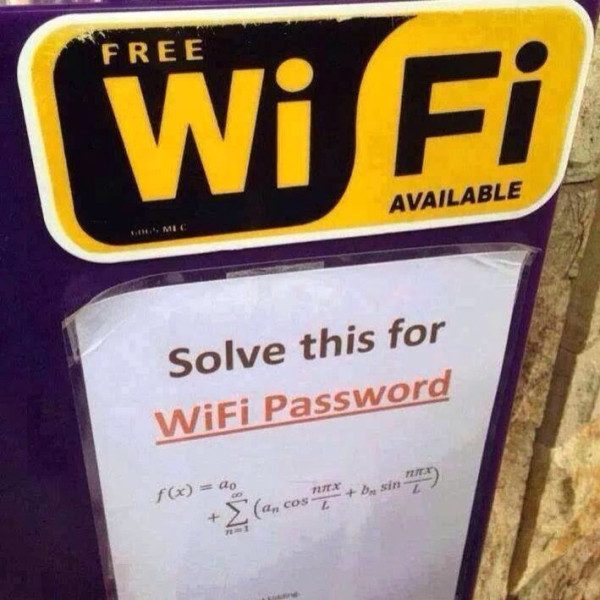 FREE
WiFi
AVAILABLE
Solve this for
WiFi Password
f(x) = a₀
+ ∑ₙ₌₁^∞ (aₙ cos nπx/L + bₙ sin nπx/L)